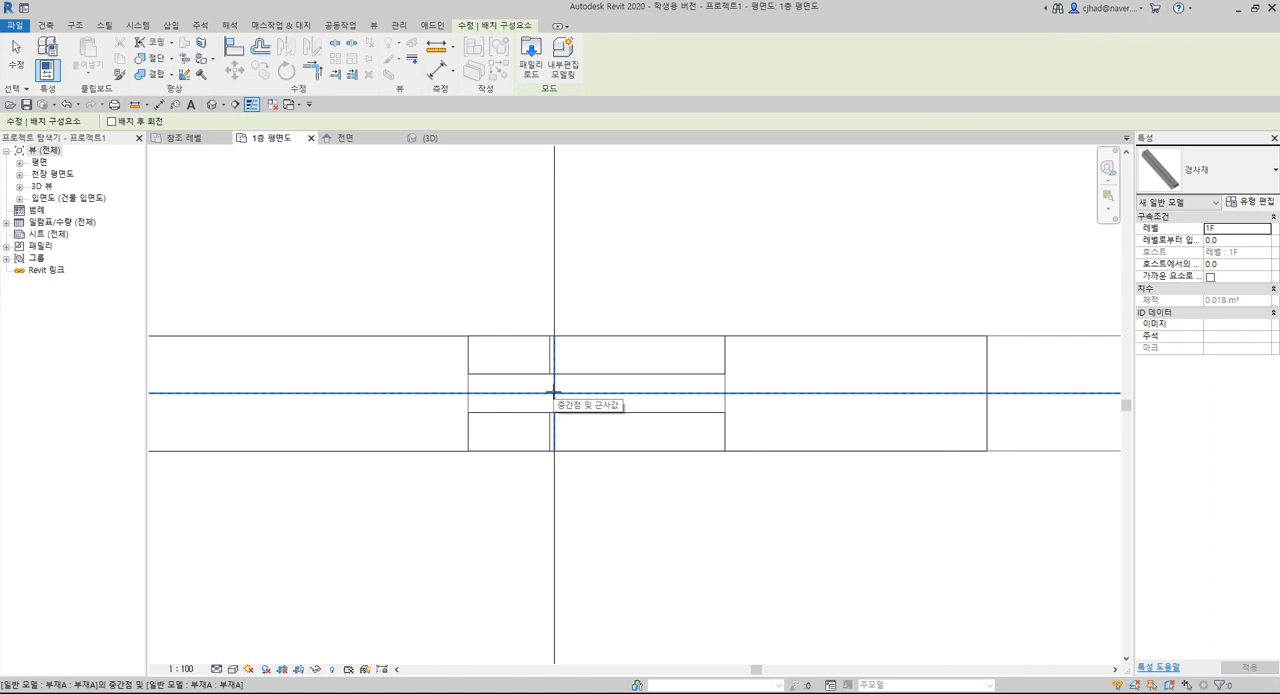 Autodesk Revit 2020 - 학생용 버전 - 프로젝트1 - 평면도: 1층 평면도
cjhad@naver....
파일 건축 구조 스틸 시스템 삽입 주석 해석 매스작업 & 대지 공동작업 뷰 관리 애드인 수정 | 배치 구성요소
수정 붙여넣기 코핑 절단 결합 패밀리 로드 내부편집 모델링
선택 특성 클립보드 형상 수정 뷰 측정 작성 모드
수정 | 배치 구성요소 배치 후 회전
프로젝트 탐색기 - 프로젝트1
뷰 (전체)
평면
천장 평면도
3D 뷰
입면도 (건물 입면도)
범례
일람표/수량 (전체)
시트 (전체)
패밀리
그룹
Revit 링크
참조 레벨 1층 평면도 전면 (3D)
2D
중간점 및 근사값
특성
경사재
새 일반 모델 유형 편집
구속조건
레벨 1F
레벨로부터 입... 0.0
호스트 레벨 : 1F
호스트에서의 ... 0.0
가까운 요소로 ...
치수
체적 0.018 m³
ID 데이터
이미지
주석
마크
특성 도움말 적용
1 : 100
[일반 모델 : 부재A : 부재A]의 중간점 및 [일반 모델 : 부재A : 부재A]
:0 주모델 :0